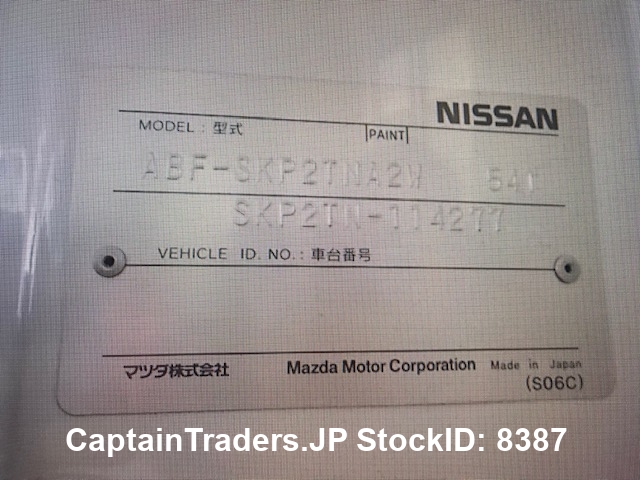 NISSAN
MODEL : 型式 PAINT
ABF-SKP2TNA2W
SKP2TN-114277
VEHICLE ID. NO. : 車台番号
マツダ株式会社 Mazda Motor Corporation Made in Japan
(S06C)
CaptainTraders.JP StockID: 8387